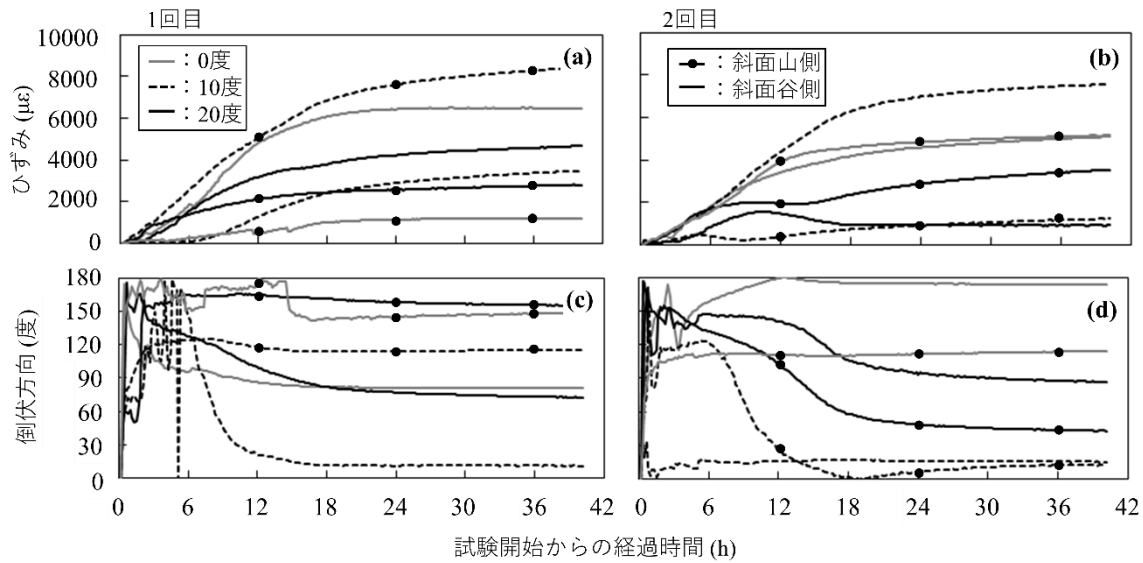 1回目
2回目
10000
8000
6000
4000
2000
0
ひずみ (με)
：0度
：10度
：20度
(a)
：斜面山側
：斜面谷側
(b)
180
150
120
90
60
30
0
倒伏方向 (度)
(c)
(d)
0 6 12 18 24 30 36 42
0 6 12 18 24 30 36 42
試験開始からの経過時間 (h)